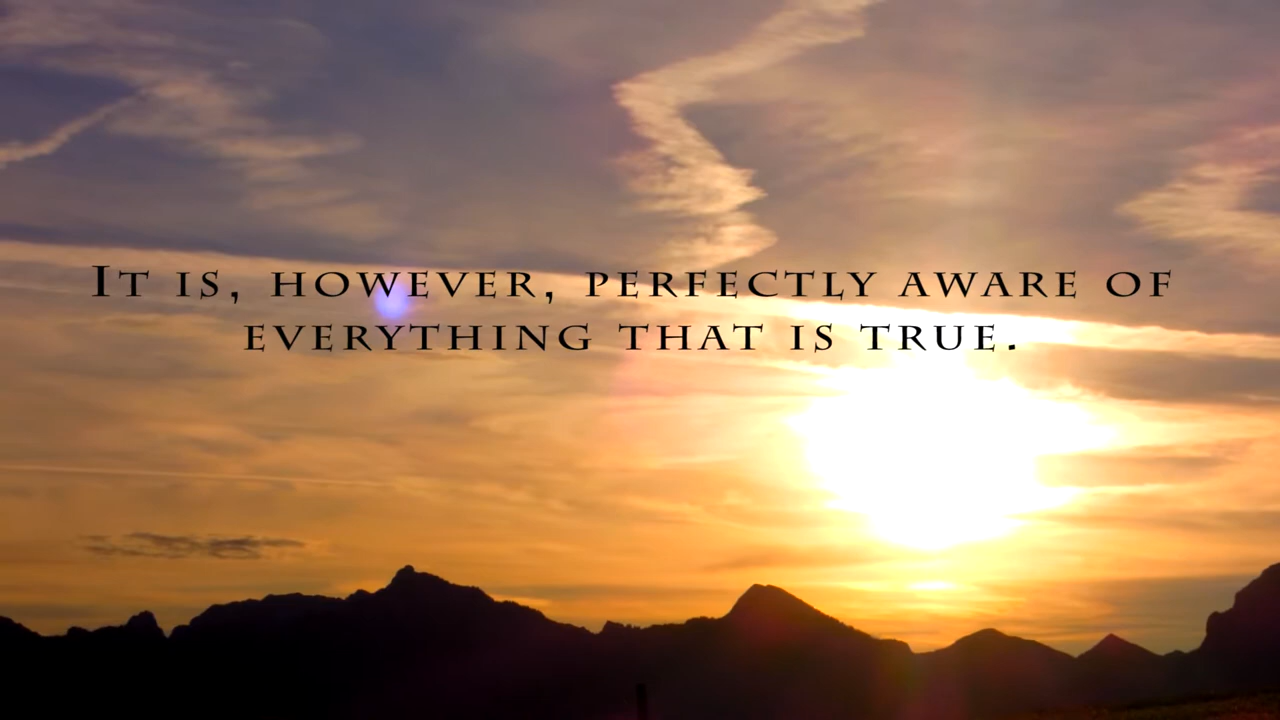 It is, however, perfectly aware of
everything that is true.